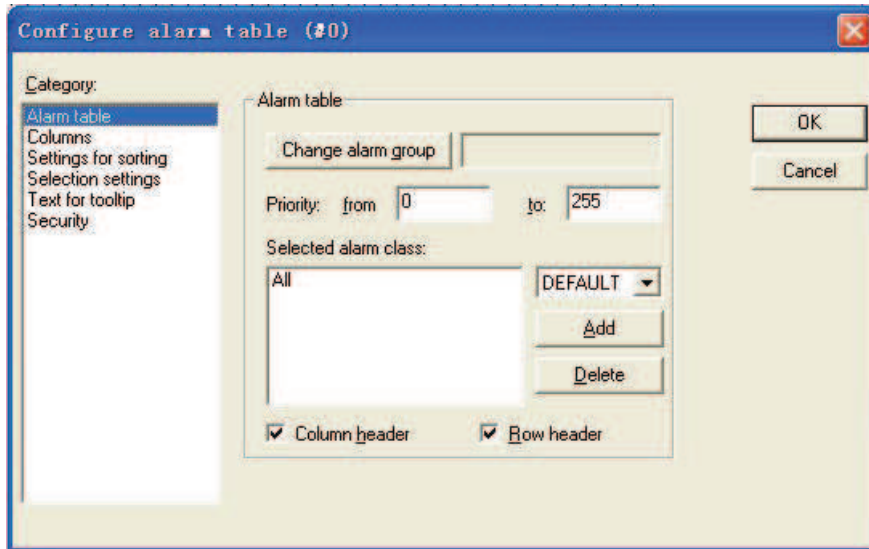 Configure alarm table (#0)
Category:
Alarm table
Columns
Settings for sorting
Selection settings
Text for tooltip
Security
Alarm table
Change alarm group
Priority: from 0 to: 255
Selected alarm class:
All
DEFAULT
Add
Delete
Column header
Row header
OK
Cancel